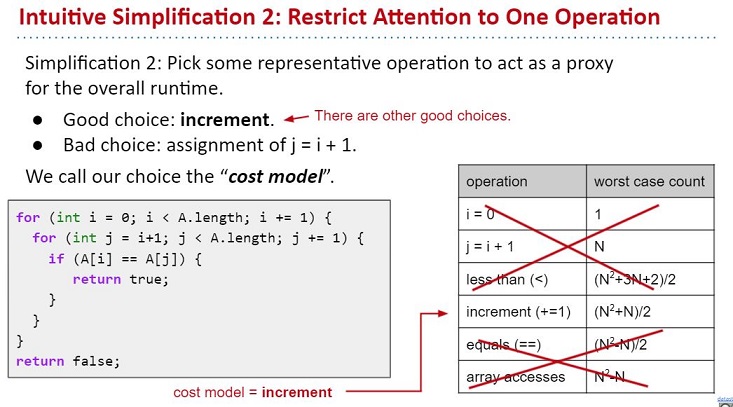 Intuitive Simplification 2: Restrict Attention to One Operation
Simplification 2: Pick some representative operation to act as a proxy
for the overall runtime.
● Good choice: increment. There are other good choices.
● Bad choice: assignment of j = i + 1.
We call our choice the “cost model”.
for (int i = 0; i < A.length; i += 1) {
for (int j = i+1; j < A.length; j += 1) {
if (A[i] == A[j]) {
return true;
}
}
}
return false;
cost model = increment
operation worst case count
i = 0 1
j = i + 1 N
less than (<) (N²+3N+2)/2
increment (+=1) (N²+N)/2
equals (==) (N²-N)/2
array accesses N²-N